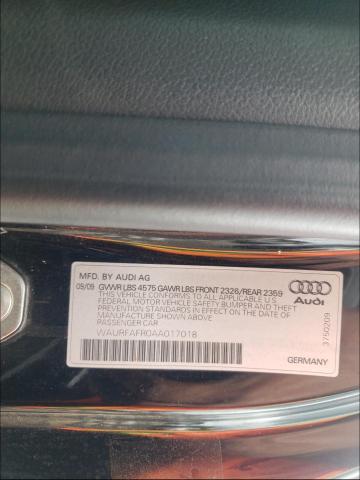 MFD. BY AUDI AG
09/09 GVWR LBS 4575 GAWR LBS FRONT 2326/REAR 2359
THIS VEHICLE CONFORMS TO ALL APPLICABLE U.S.
FEDERAL MOTOR VEHICLE SAFETY BUMPER AND THEFT
PREVENTION STANDARDS IN EFFECT ON THE DATE OF
MANUFACTURE SHOWN ABOVE
PASSENGER CAR
WAURFAFR0AA017018
GERMANY
Audi
3750209